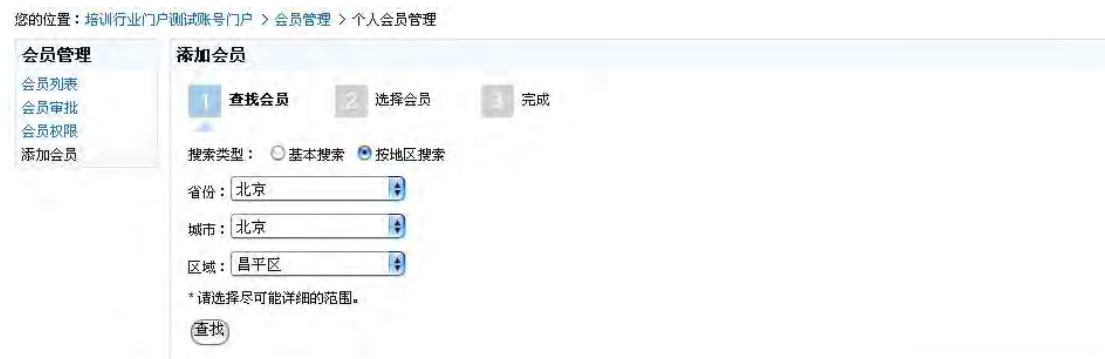 您的位置：培训行业门户测试账号门户 > 会员管理 > 个人会员管理
会员管理
会员列表
会员审批
会员权限
添加会员
添加会员
1 查找会员 2 选择会员 3 完成
搜索类型： 基本搜索 按地区搜索
省份：北京
城市：北京
区域：昌平区
*请选择尽可能详细的范围。
查找